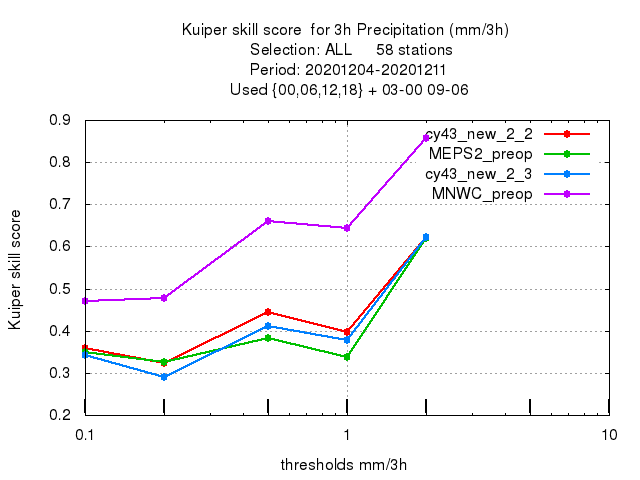 Kuiper skill score  for 3h Precipitation (mm/3h)
Selection: ALL     58 stations
Period: 20201204-20201211
Used {00,06,12,18} + 03-00 09-06
0.9
0.8
0.7
0.6
0.5
0.4
0.3
0.2
Kuiper skill score
cy43_new_2_2
MEPS2_preop
cy43_new_2_3
MNWC_preop
0.1 1 10
thresholds mm/3h